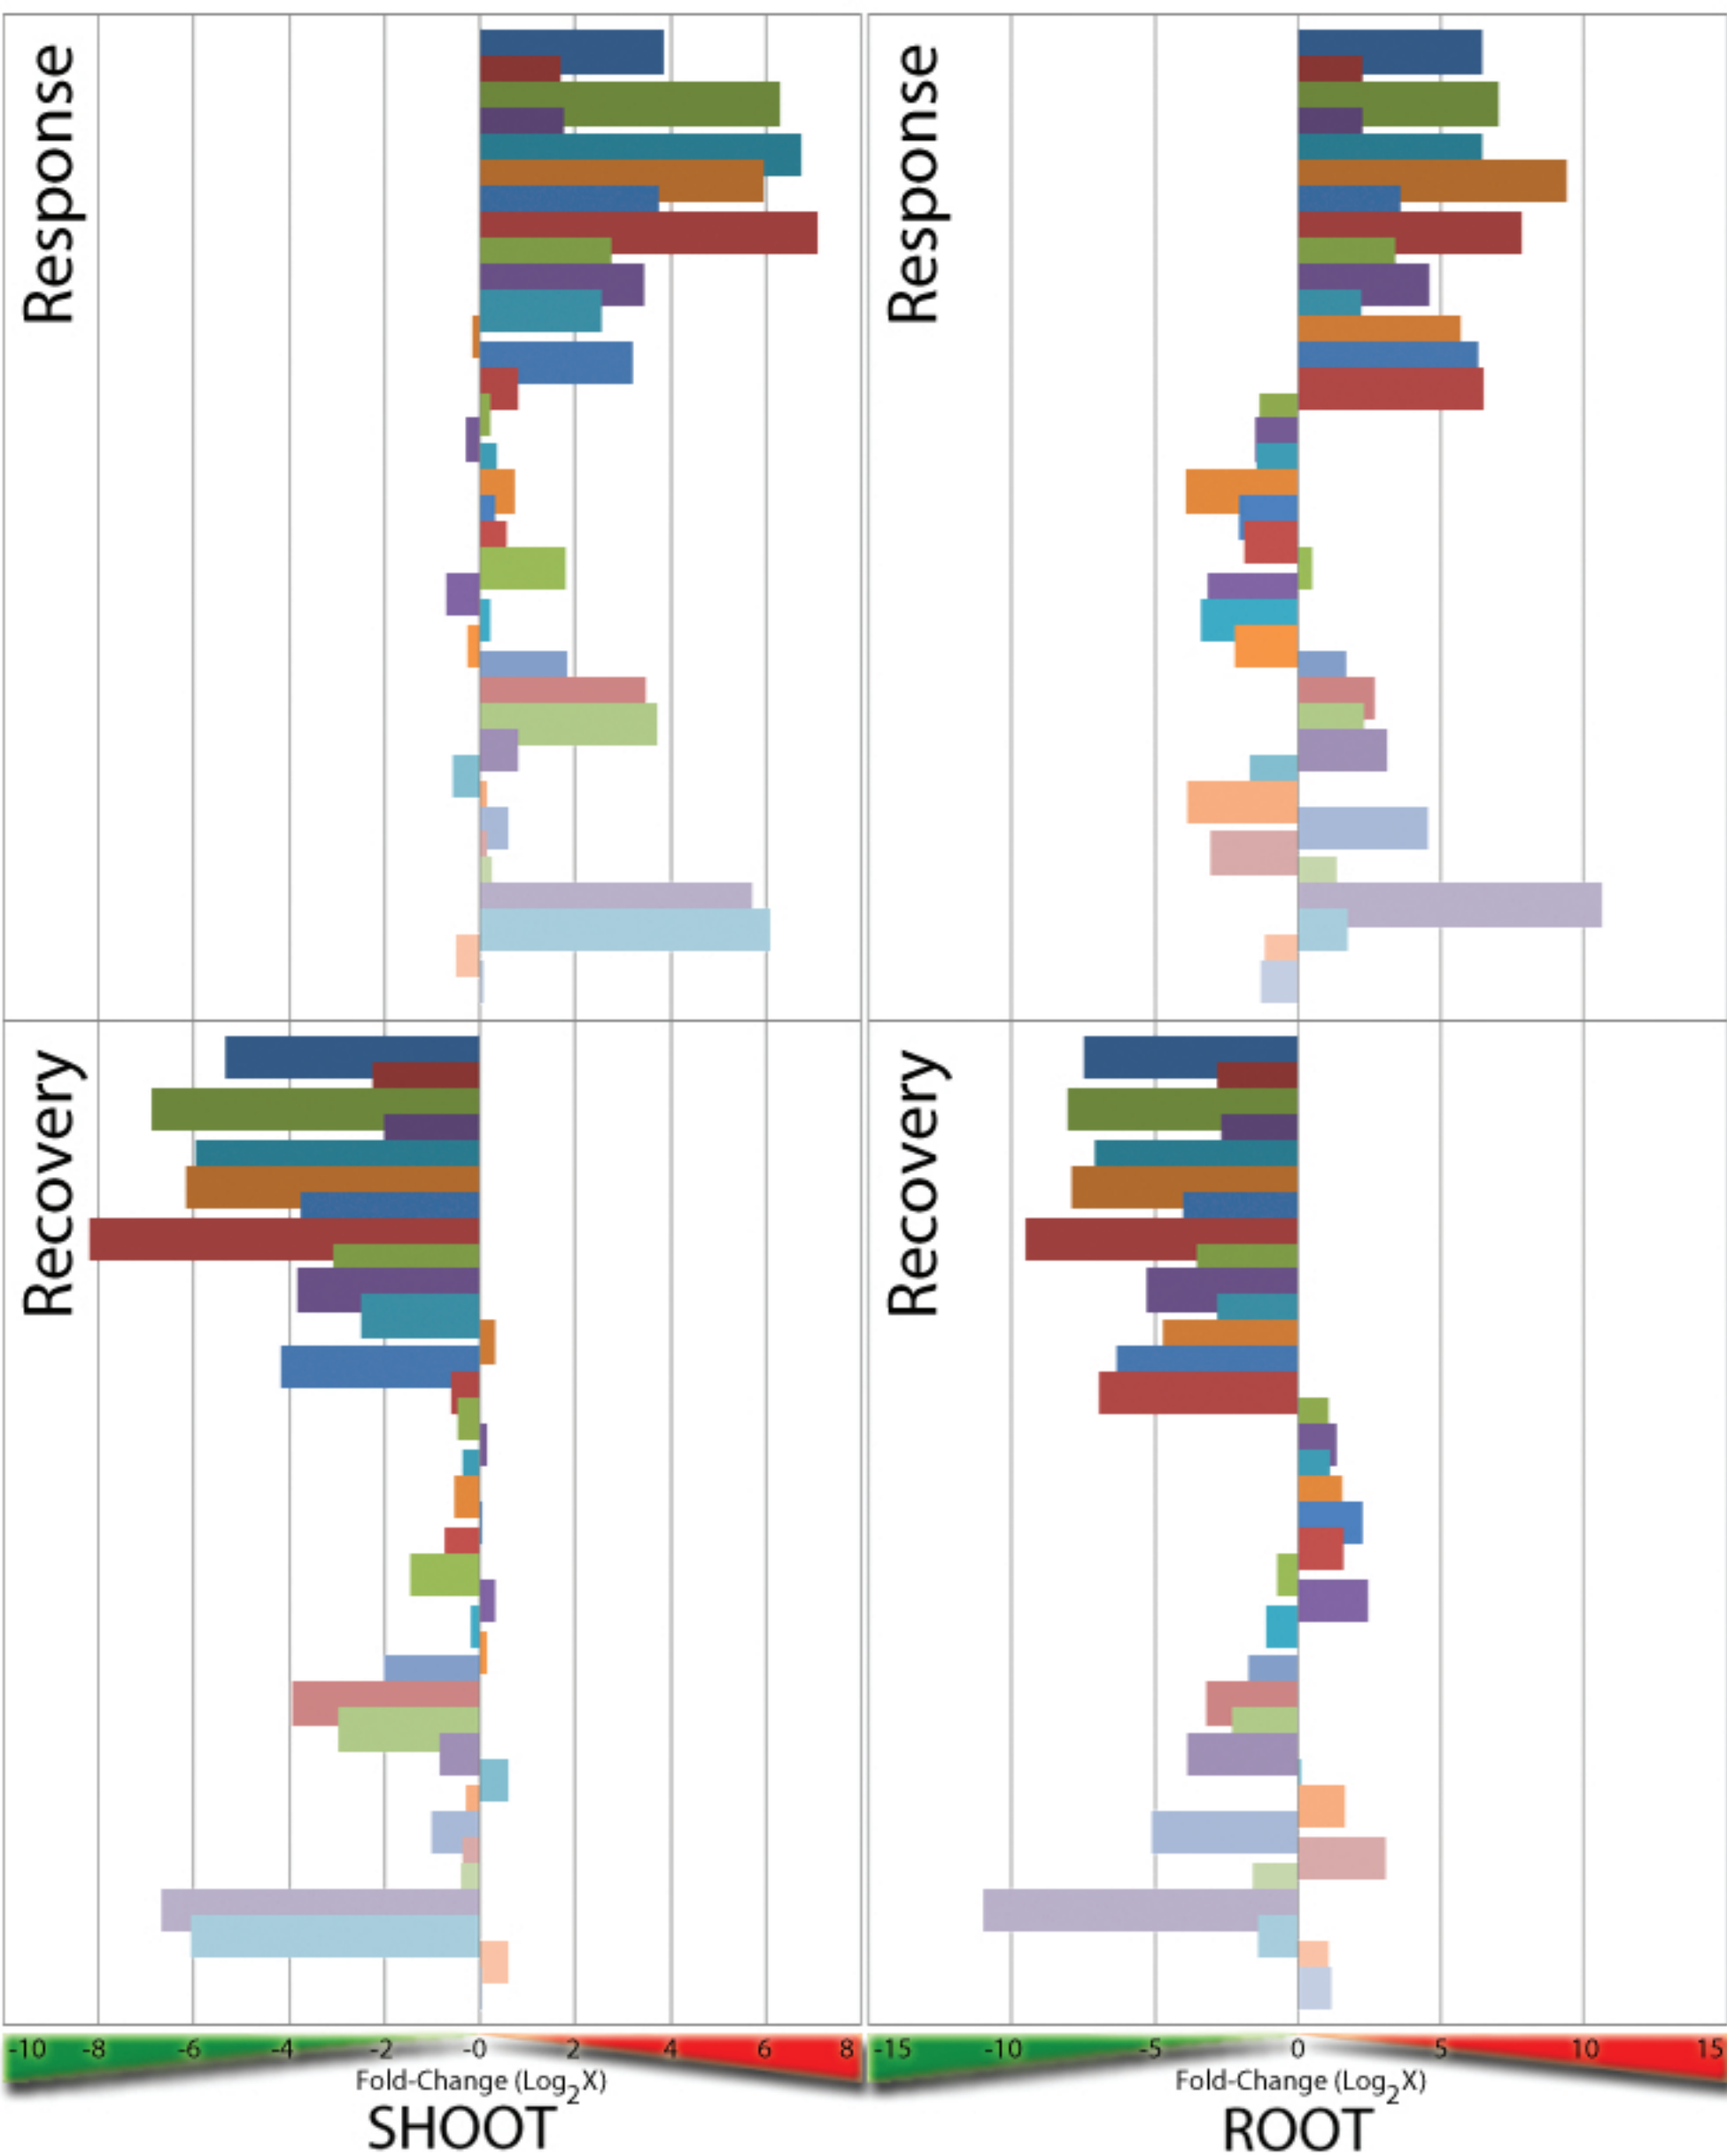 Response
Response
Recovery
Recovery
-10 -8 -6 -4 -2 -0 2 4 6 8
-15 -10 -5 0 5 10 15
Fold-Change (Log2X)
Fold-Change (Log2X)
SHOOT
ROOT